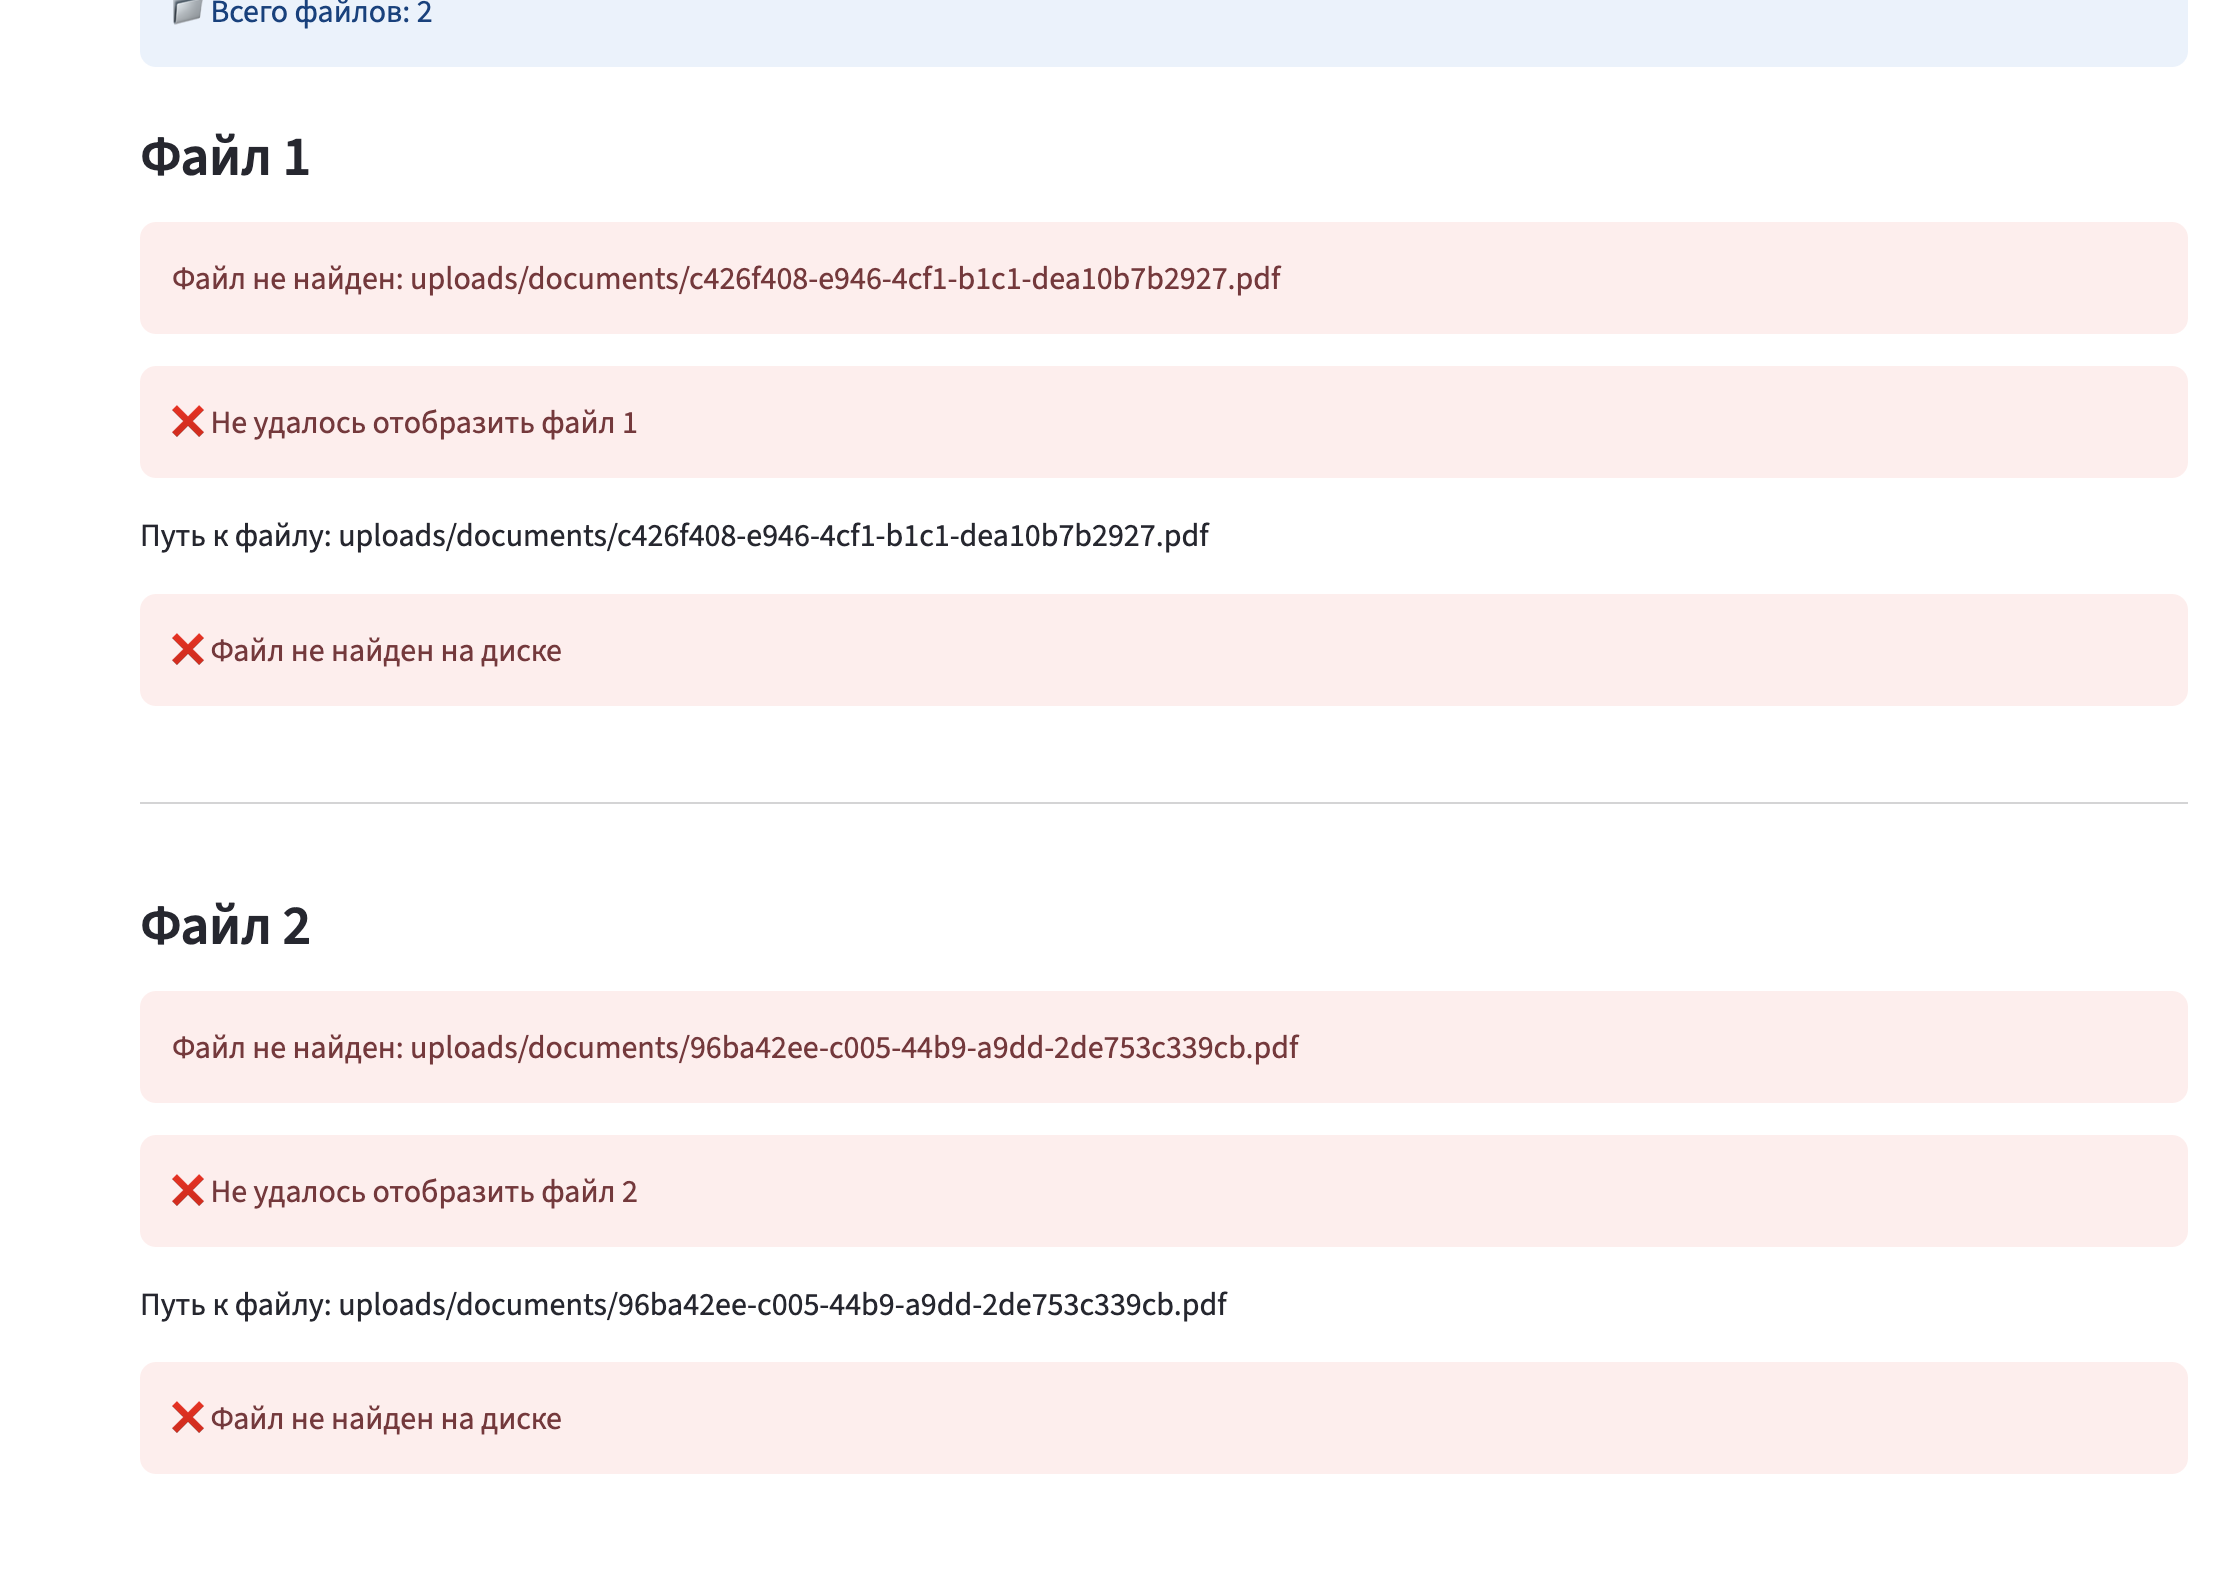 Всего файлов: 2
Файл 1
Файл не найден: uploads/documents/c426f408-e946-4cf1-b1c1-dea10b7b2927.pdf
❌ Не удалось отобразить файл 1
Путь к файлу: uploads/documents/c426f408-e946-4cf1-b1c1-dea10b7b2927.pdf
❌ Файл не найден на диске
Файл 2
Файл не найден: uploads/documents/96ba42ee-c005-44b9-a9dd-2de753c339cb.pdf
❌ Не удалось отобразить файл 2
Путь к файлу: uploads/documents/96ba42ee-c005-44b9-a9dd-2de753c339cb.pdf
❌ Файл не найден на диске